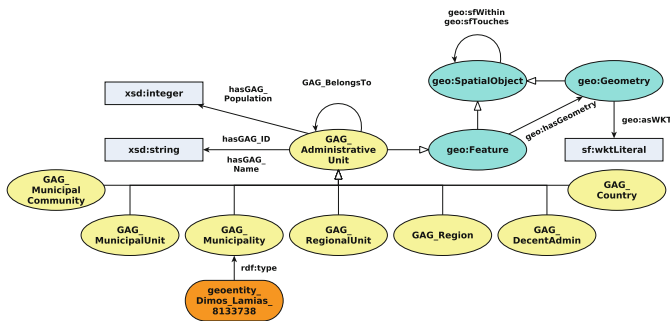 geo:sfWithin
geo:sfTouches
geo:SpatialObject
geo:Geometry
xsd:integer
hasGAG_
Population
GAG_BelongsTo
geo:hasGeometry
geo:asWKT
xsd:string
hasGAG_ID
hasGAG_
Name
GAG_
Administrative
Unit
geo:Feature
sf:wktLiteral
GAG_
Municipal
Community
GAG_
Country
GAG_
MunicipalUnit
GAG_
Municipality
GAG_
RegionalUnit
GAG_Region
GAG_
DecentAdmin
rdf:type
geoentity_
Dimos_Lamias_
8133738